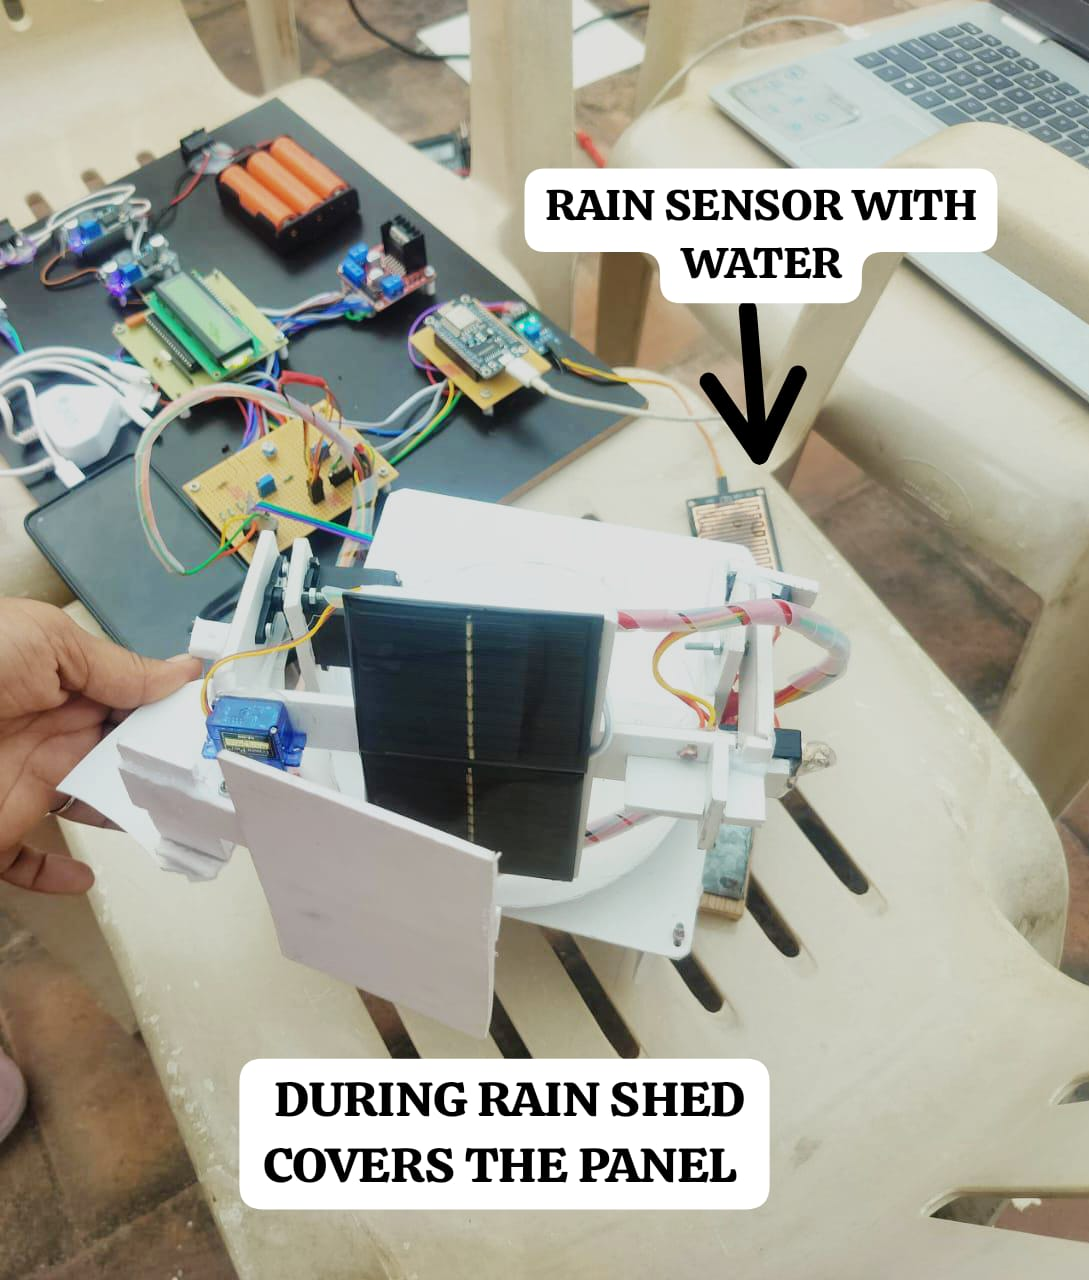 RAIN SENSOR WITH
WATER
DURING RAIN SHED
COVERS THE PANEL